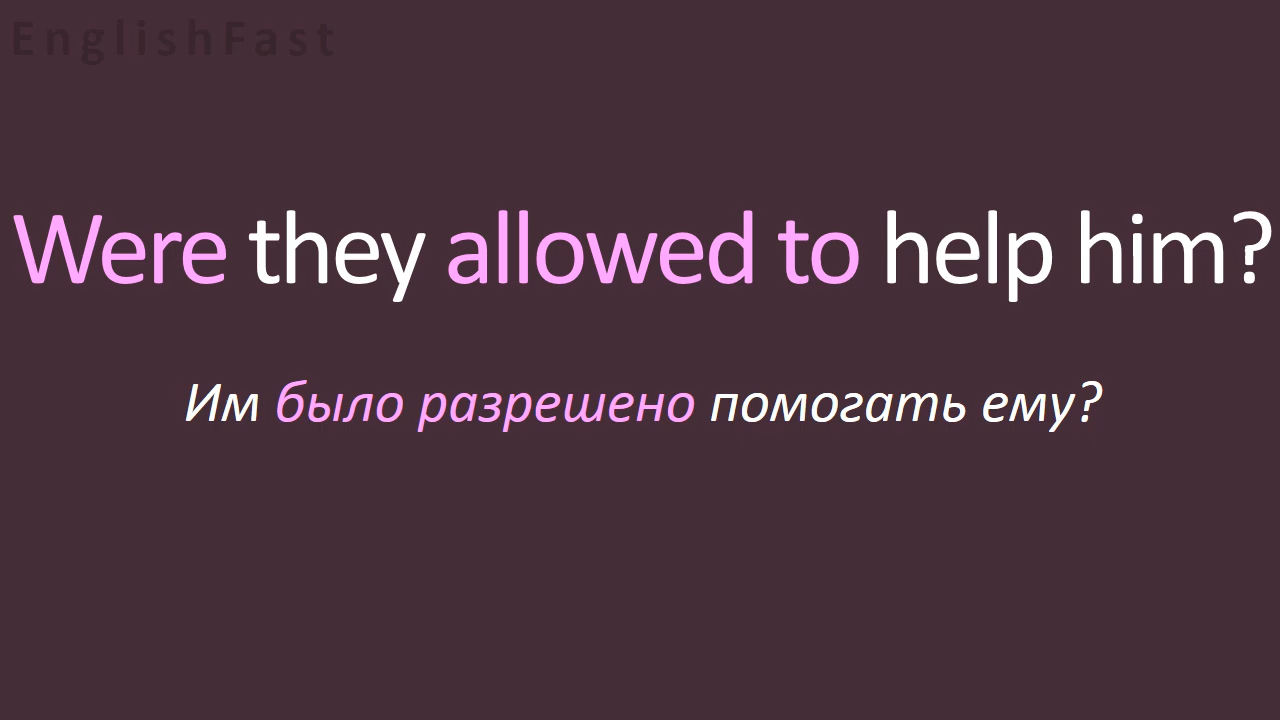 EnglishFast
Were they allowed to help him?
Им было разрешено помогать ему?